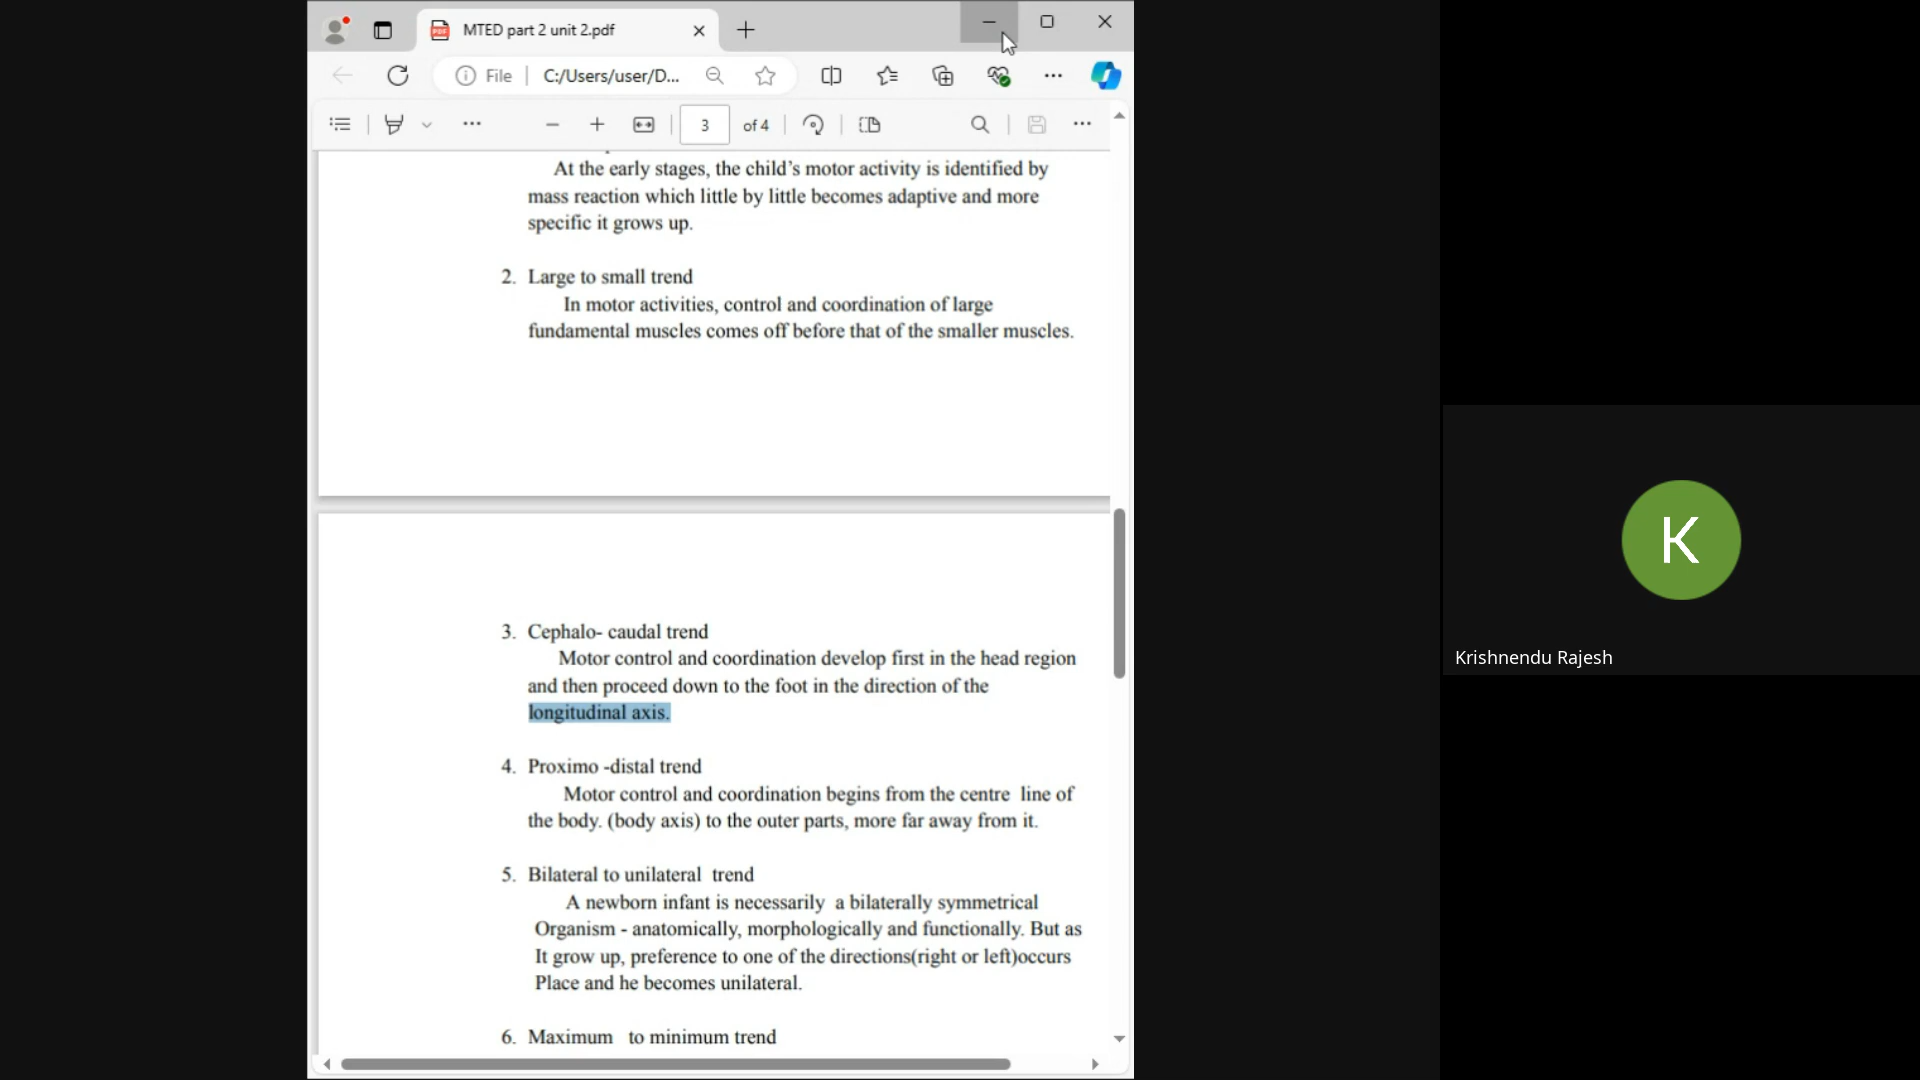 MTED part 2 unit 2.pdf
File
C:/Users/user/D...
3
of 4
At the early stages, the child's motor activity is identified by
mass reaction which little by little becomes adaptive and more
specific it grows up.
2. Large to small trend
In motor activities, control and coordination of large
fundamental muscles comes off before that of the smaller muscles.
3. Cephalo- caudal trend
Motor control and coordination develop first in the head region
and then proceed down to the foot in the direction of the
longitudinal axis.
4. Proximo -distal trend
Motor control and coordination begins from the centre line of
the body. (body axis) to the outer parts, more far away from it.
5. Bilateral to unilateral trend
A newborn infant is necessarily a bilaterally symmetrical
Organism - anatomically, morphologically and functionally. But as
It grow up, preference to one of the directions(right or left)occurs
Place and he becomes unilateral.
6. Maximum to minimum trend
K
Krishnendu Rajesh